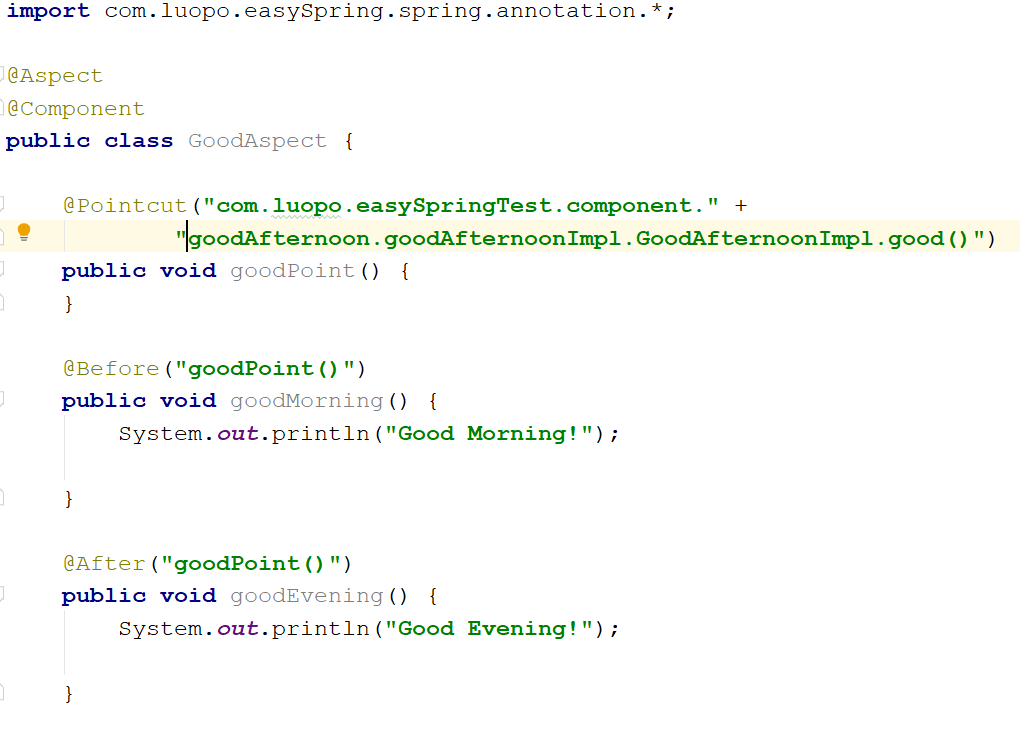 import com.luopo.easySpring.spring.annotation.*;
@Aspect
@Component
public class GoodAspect {
@Pointcut("com.luopo.easySpringTest.component." +
"goodAfternoon.goodAfternoonImpl.GoodAfternoonImpl.good()")
public void goodPoint() {
}
@Before("goodPoint()")
public void goodMorning() {
System.out.println("Good Morning!");
}
@After("goodPoint()")
public void goodEvening() {
System.out.println("Good Evening!");
}